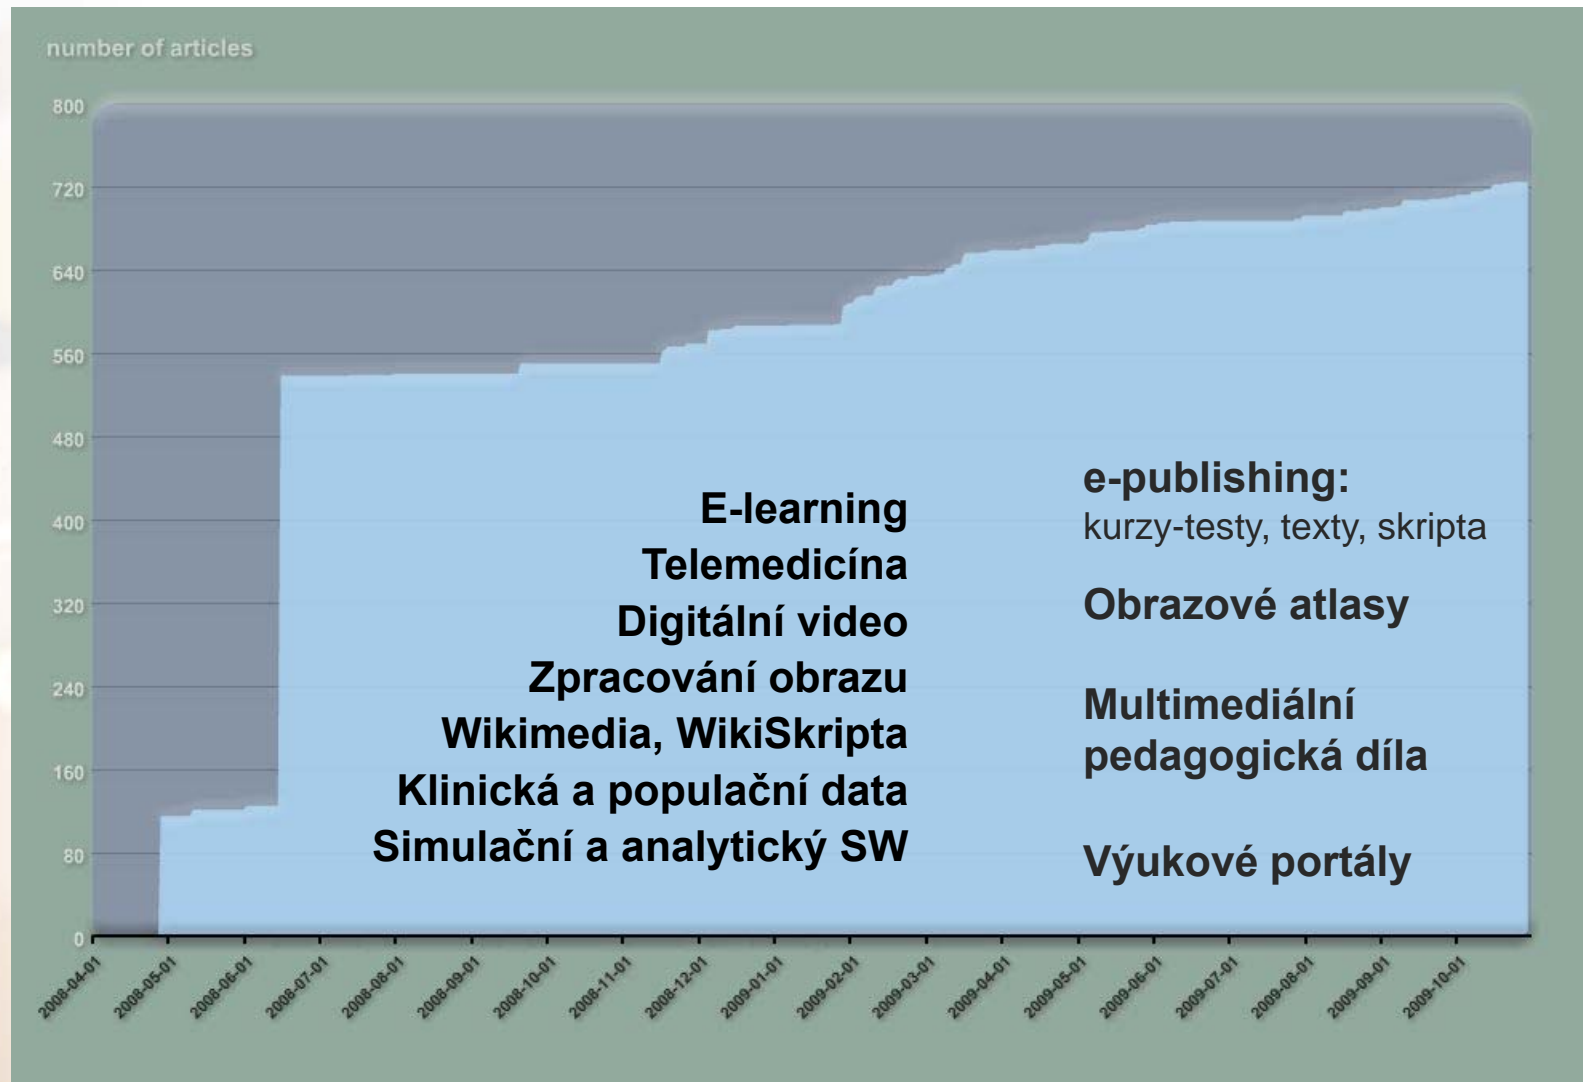 number of articles
800
720
640
560
480
400
320
240
160
80
0
E-learning
Telemedicína
Digitální video
Zpracování obrazu
Wikimedia, WikiSkripta
Klinická a populační data
Simulační a analytický SW
e-publishing:
kurzy-testy, texty, skripta
Obrazové atlasy
Multimediální
pedagogická díla
Výukové portály
2008-04-01
2008-05-01
2008-06-01
2008-07-01
2008-08-01
2008-09-01
2008-10-01
2008-11-01
2008-12-01
2009-01-01
2009-02-01
2009-03-01
2009-04-01
2009-05-01
2009-06-01
2009-07-01
2009-08-01
2009-09-01
2009-10-01